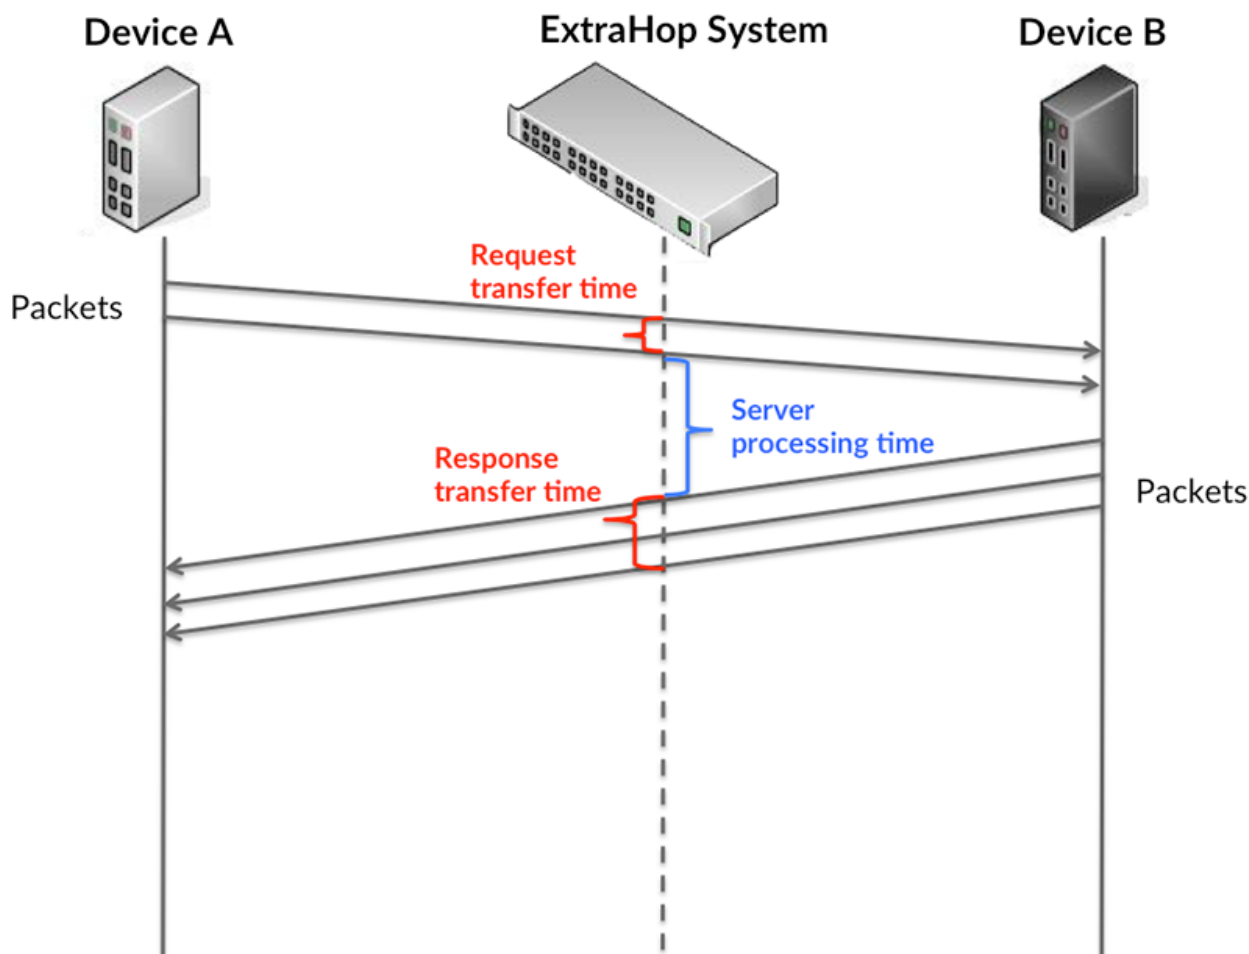 Device A
ExtraHop System
Device B
Request
transfer time
Packets
Server
processing time
Response
transfer time
Packets